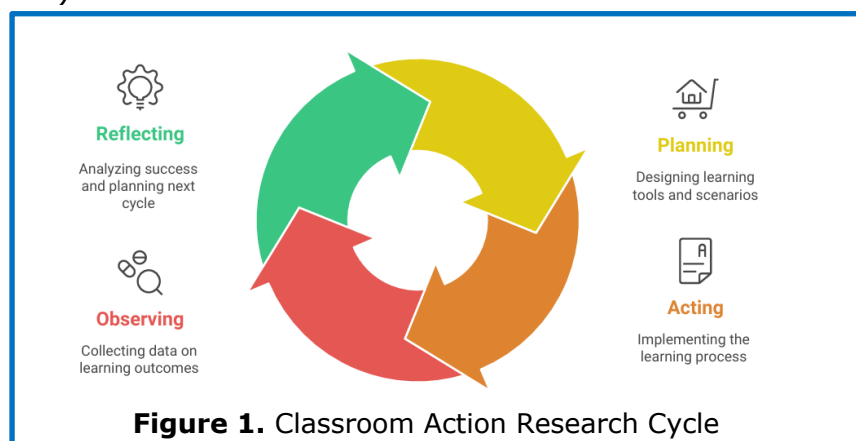 Reflecting
Analyzing success
and planning next
cycle
Planning
Designing learning
tools and scenarios
Observing
Collecting data on
learning outcomes
A
Acting
Implementing the
learning process
Figure 1. Classroom Action Research Cycle